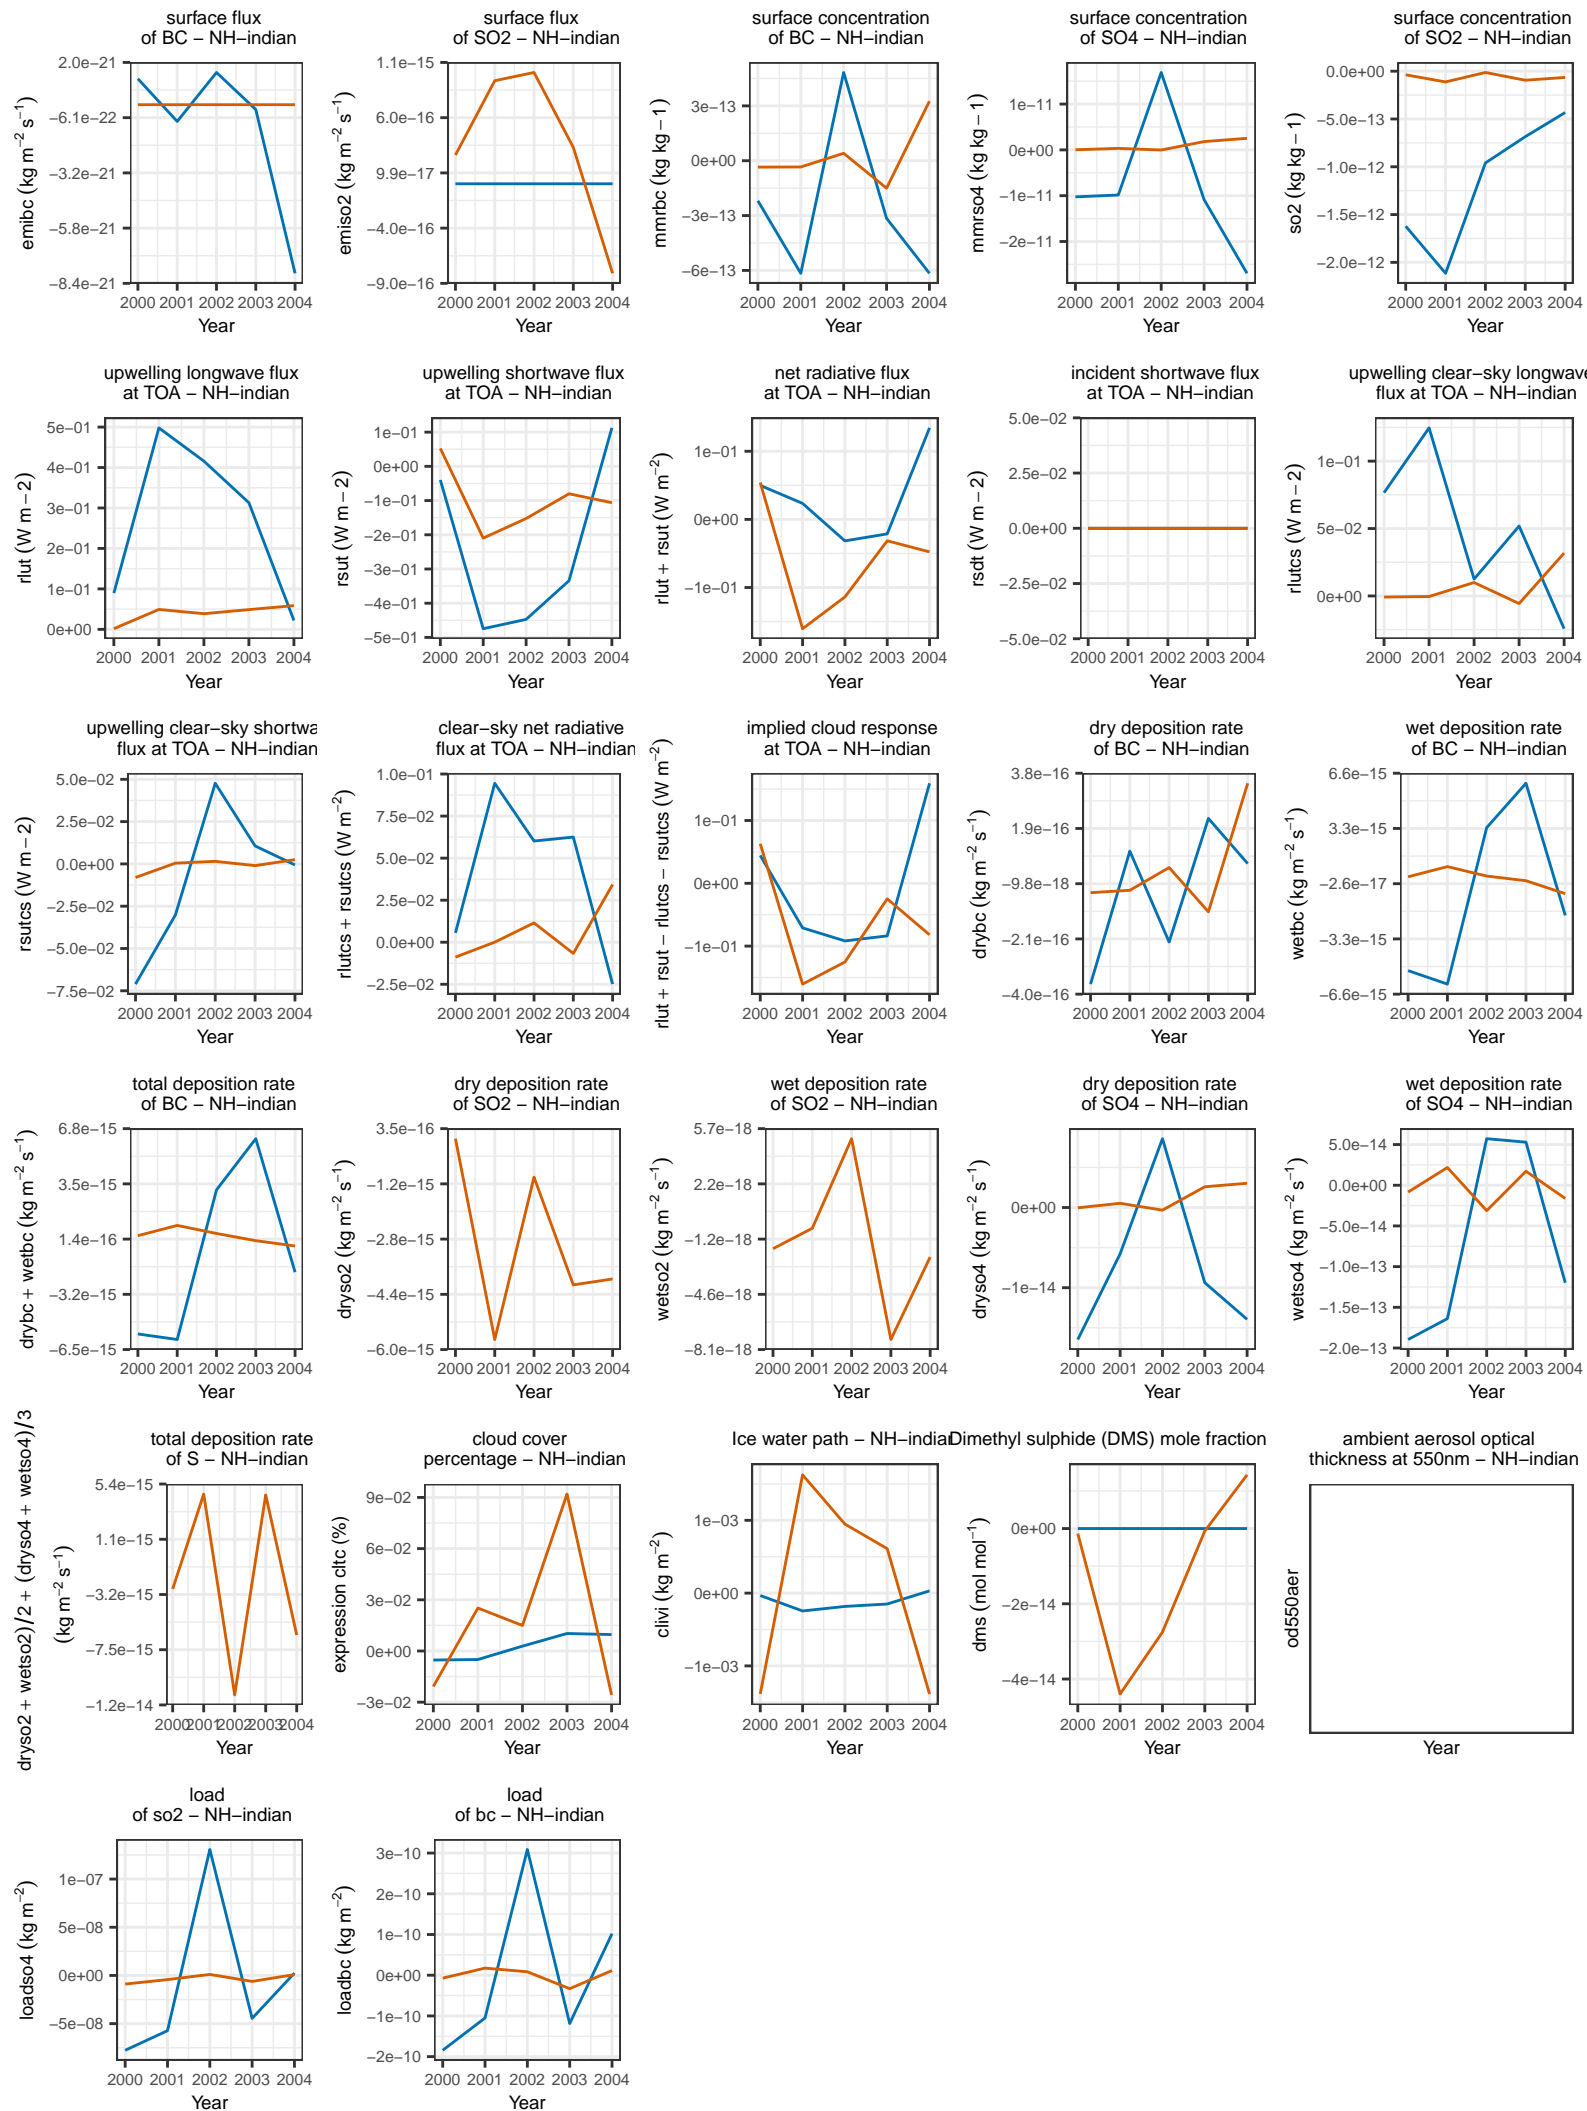 surface flux
of BC − NH−indian
emibc (kg m−2 s−1)
2.0e−21
−6.1e−22
−3.2e−21
−5.8e−21
−8.4e−21
2000 2001 2002 2003 2004
Year
surface flux
of SO2 − NH−indian
emiso2 (kg m−2 s−1)
1.1e−15
6.0e−16
9.9e−17
−4.0e−16
−9.0e−16
2000 2001 2002 2003 2004
Year
surface concentration
of BC − NH−indian
mmrbc (kg kg − 1)
3e−13
0e+00
−3e−13
−6e−13
2000 2001 2002 2003 2004
Year
surface concentration
of SO4 − NH−indian
mmrso4 (kg kg − 1)
1e−11
0e+00
−1e−11
−2e−11
2000 2001 2002 2003 2004
Year
surface concentration
of SO2 − NH−indian
so2 (kg kg − 1)
0.0e+00
−5.0e−13
−1.0e−12
−1.5e−12
−2.0e−12
2000 2001 2002 2003 2004
Year
upwelling longwave flux
at TOA − NH−indian
rlut (W m − 2)
5e−01
4e−01
3e−01
2e−01
1e−01
0e+00
2000 2001 2002 2003 2004
Year
upwelling shortwave flux
at TOA − NH−indian
rsut (W m − 2)
1e−01
0e+00
−1e−01
−2e−01
−3e−01
−4e−01
−5e−01
2000 2001 2002 2003 2004
Year
net radiative flux
at TOA − NH−indian
rlut + rsut (W m−2)
1e−01
0e+00
−1e−01
2000 2001 2002 2003 2004
Year
incident shortwave flux
at TOA − NH−indian
rsdt (W m − 2)
5.0e−02
2.5e−02
0.0e+00
−2.5e−02
−5.0e−02
2000 2001 2002 2003 2004
Year
upwelling clear−sky longwave
flux at TOA − NH−indian
rlutcs (W m − 2)
1e−01
5e−02
0e+00
2000 2001 2002 2003 2004
Year
upwelling clear−sky shortwa
flux at TOA − NH−indian
rsutcs (W m − 2)
5.0e−02
2.5e−02
0.0e+00
−2.5e−02
−5.0e−02
−7.5e−02
2000 2001 2002 2003 2004
Year
clear−sky net radiative
flux at TOA − NH−indian
rlutcs + rsutcs (W m−2)
1.0e−01
5.0e−02
2.5e−02
0.0e+00
−2.5e−02
2000 2001 2002 2003 2004
Year
implied cloud response
at TOA − NH−indian
rlut + rsut − rlutcs − rsutcs (W m−2)
1e−01
0e+00
−1e−01
2000 2001 2002 2003 2004
Year
dry deposition rate
of BC − NH−indian
drybc (kg m−2 s−1)
3.8e−16
1.9e−16
−9.8e−18
−2.1e−16
−4.0e−16
2000 2001 2002 2003 2004
Year
wet deposition rate
of BC − NH−indian
wetbc (kg m−2 s−1)
6.6e−15
3.3e−15
−2.6e−17
−3.3e−15
−6.6e−15
2000 2001 2002 2003 2004
Year
total deposition rate
of BC − NH−indian
drybc + wetbc (kg m−2 s−1)
6.8e−15
3.5e−15
1.4e−16
−3.2e−15
−6.5e−15
2000 2001 2002 2003 2004
Year
dry deposition rate
of SO2 − NH−indian
dryso2 (kg m−2 s−1)
3.5e−16
−1.2e−15
−2.8e−15
−4.4e−15
−6.0e−15
2000 2001 2002 2003 2004
Year
wet deposition rate
of SO2 − NH−indian
wetso2 (kg m−2 s−1)
5.7e−18
2.2e−18
−1.2e−18
−4.6e−18
−8.1e−18
2000 2001 2002 2003 2004
Year
dry deposition rate
of SO4 − NH−indian
dryso4 (kg m−2 s−1)
0e+00
−1e−14
2000 2001 2002 2003 2004
Year
wet deposition rate
of SO4 − NH−indian
wetso4 (kg m−2 s−1)
5.0e−14
0.0e+00
−5.0e−14
−1.0e−13
−1.5e−13
−2.0e−13
2000 2001 2002 2003 2004
Year
total deposition rate
of S − NH−indian
dryso2 + wetso2)/2 + (dryso4 + wetso4)/3
(kg m−2 s−1)
5.4e−15
1.1e−15
−3.2e−15
−7.5e−15
−1.2e−14
2000 2001 2002 2003 2004
Year
cloud cover
percentage − NH−indian
expression cltc (%)
9e−02
6e−02
3e−02
0e+00
−3e−02
2000 2001 2002 2003 2004
Year
Ice water path − NH−indian
clivi (kg m−2)
1e−03
0e+00
−1e−03
2000 2001 2002 2003 2004
Year
Dimethyl sulphide (DMS) mole fraction
dms (mol mol−1)
0e+00
−2e−14
−4e−14
2000 2001 2002 2003 2004
Year
ambient aerosol optical
thickness at 550nm − NH−indian
od550aer
Year
load
of so2 − NH−indian
loadso4 (kg m−2)
1e−07
5e−08
0e+00
−5e−08
2000 2001 2002 2003 2004
Year
load
of bc − NH−indian
loadbc (kg m−2)
3e−10
2e−10
1e−10
0e+00
−1e−10
−2e−10
2000 2001 2002 2003 2004
Year